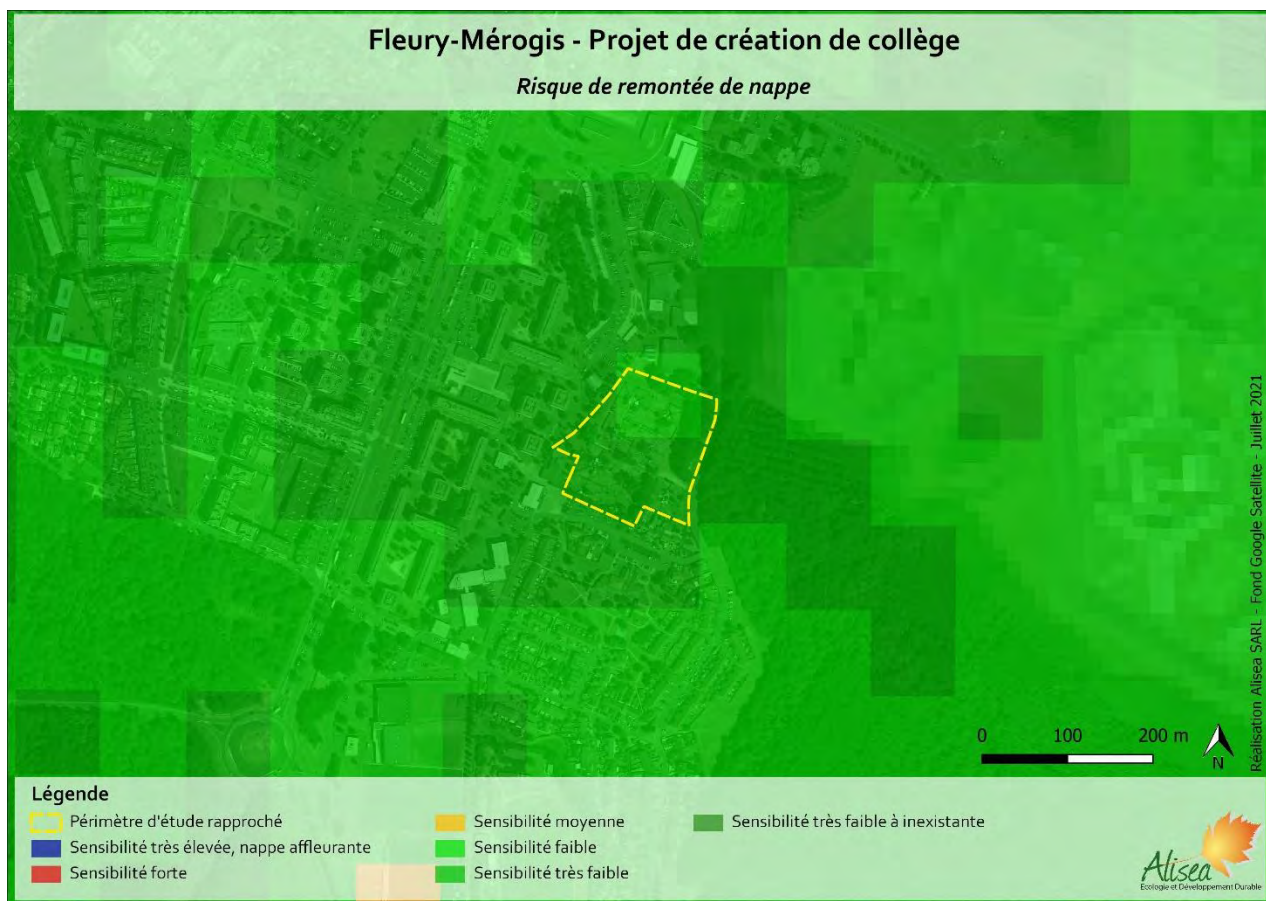 Fleury-Mérogis - Projet de création de collège
Risque de remontée de nappe
Réalisation Alisea SARL - Fond Google Satellite - Juillet 2021
0 100 200 m
N
Légende
Périmètre d'étude rapproché
Sensibilité très élevée, nappe affleurante
Sensibilité forte
Sensibilité moyenne
Sensibilité faible
Sensibilité très faible
Sensibilité très faible à inexistante
Alisea
Ecologie et Développement Durable